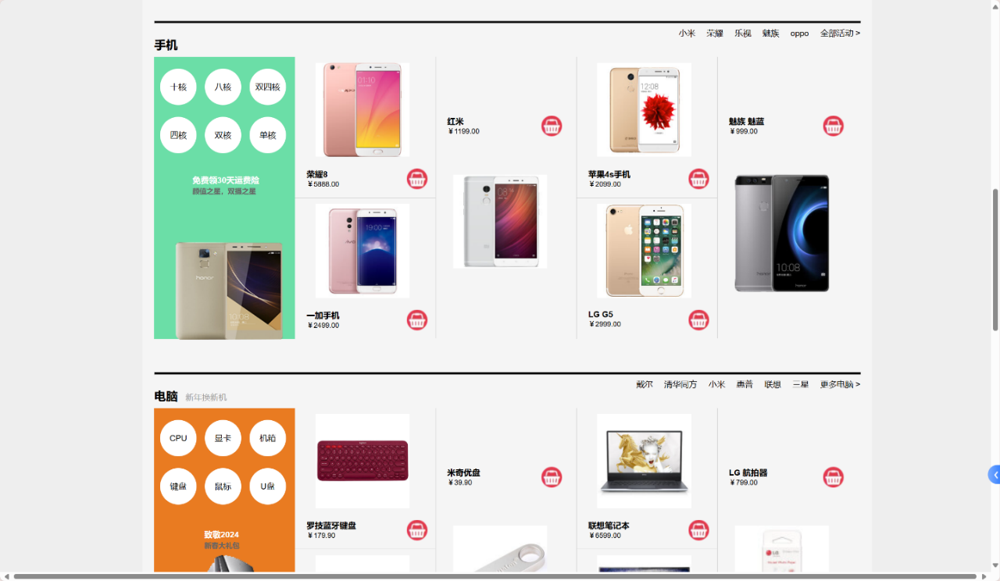 小米 荣耀 乐视 魅族 oppo 全部活动 >
手机
十核 八核 双四核
四核 双核 单核
免费领30天运费险
颜值之星，双摄之星
honor
荣耀8
￥5888.00
一加手机
￥2499.00
红米
￥1199.00
苹果4s手机
￥2099.00
LG G5
￥2999.00
魅族 魅蓝
￥999.00
戴尔 清华同方 小米 惠普 联想 三星 更多电脑 >
电脑 新年换新机
CPU 显卡 机箱
键盘 鼠标 U盘
致敬2024
新春大礼包
罗技蓝牙键盘
￥179.90
米奇优盘
￥39.90
联想笔记本
￥6599.00
LG 航拍器
￥799.00